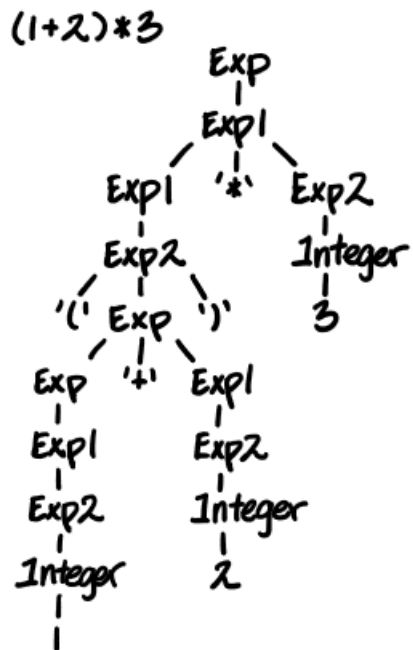 (1+2)*3
Exp
Exp1
Exp1 '*' Exp2
Exp2 Integer
'(' Exp ')' 3
Exp '+' Exp1
Exp1 Exp2
Exp2 Integer
Integer 2
1